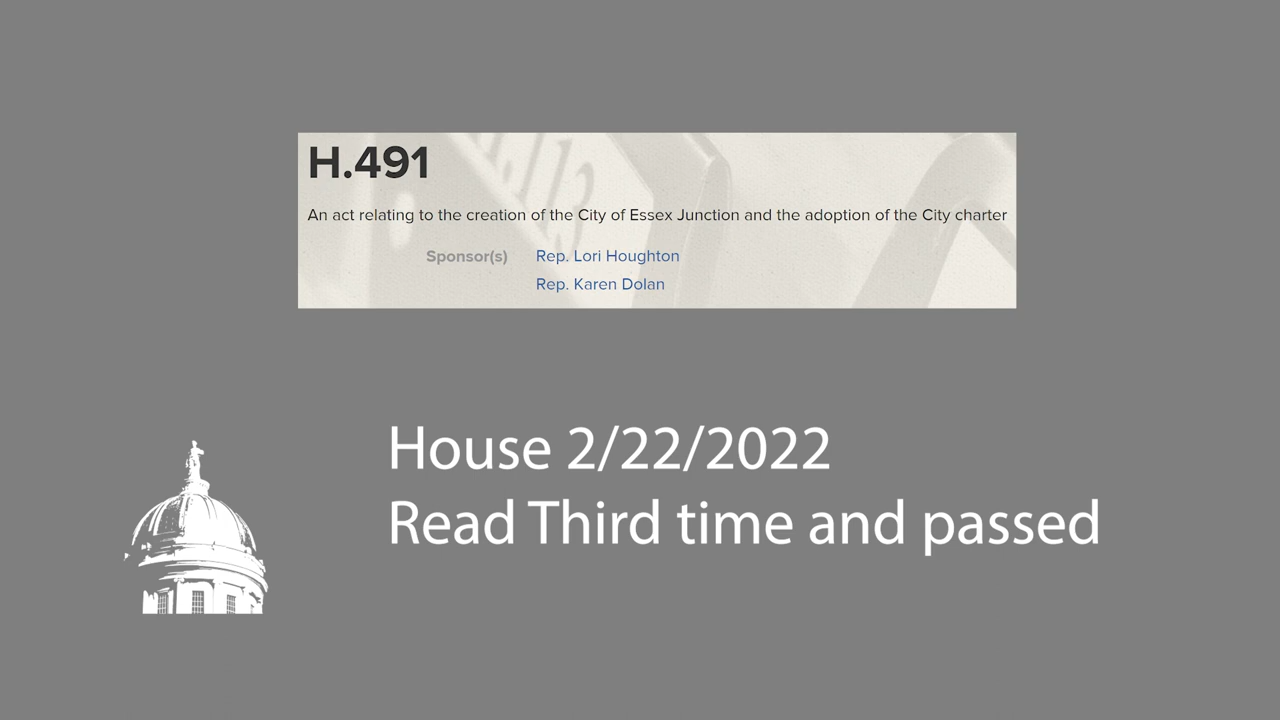 H.491
An act relating to the creation of the City of Essex Junction and the adoption of the City charter
Sponsor(s) Rep. Lori Houghton
Rep. Karen Dolan
House 2/22/2022
Read Third time and passed